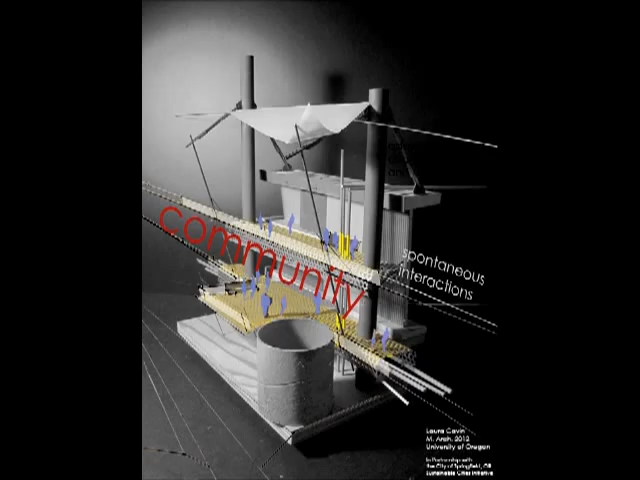 community
spontaneous
interactions
Laura Cavin
M. Arch. 2012
University of Oregon
In Partnership with
the City of Springfield, OR
Sustainable Cities Initiative